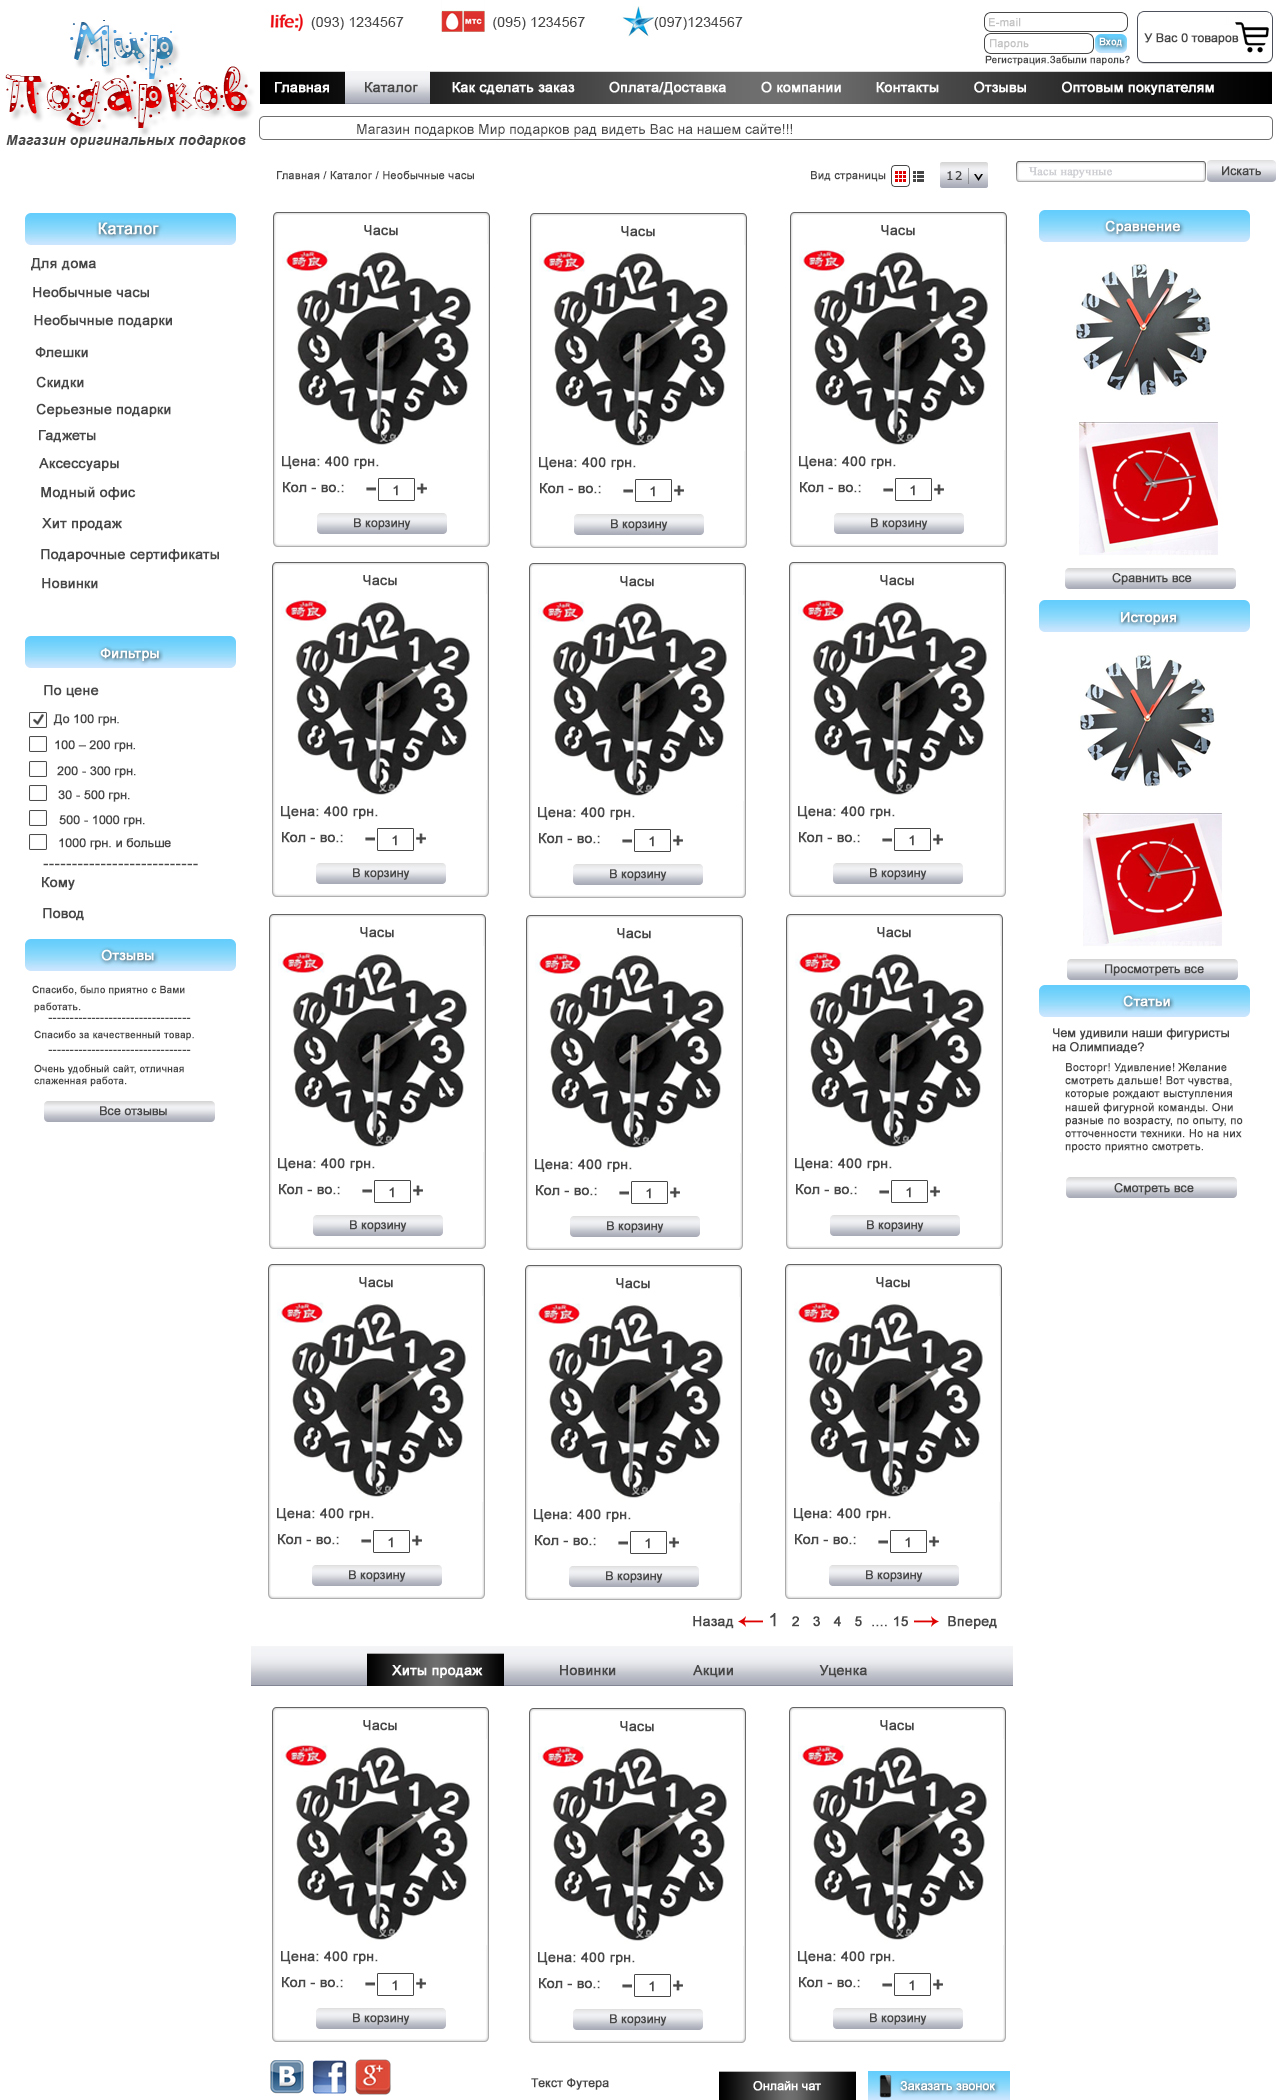 Мир
Подарков
Магазин оригинальных подарков
life:) (093) 1234567
мтс (095) 1234567
(097)1234567
E-mail
Пароль
Вход
Регистрация.Забыли пароль?
У Вас 0 товаров
Главная
Каталог
Как сделать заказ
Оплата/Доставка
О компании
Контакты
Отзывы
Оптовым покупателям
Магазин подарков Мир подарков рад видеть Вас на нашем сайте!!!
Главная / Каталог / Необычные часы
Вид страницы
12
Часы наручные
Искать
Каталог
Для дома
Необычные часы
Необычные подарки
Флешки
Скидки
Серьезные подарки
Гаджеты
Аксессуары
Модный офис
Хит продаж
Подарочные сертификаты
Новинки
Фильтры
По цене
До 100 грн.
100 – 200 грн.
200 - 300 грн.
30 - 500 грн.
500 - 1000 грн.
1000 грн. и больше
---------------------------
Кому
Повод
Отзывы
Спасибо, было приятно с Вами
работать.
---------------------------------
Спасибо за качественный товар.
---------------------------------
Очень удобный сайт, отличная
слаженная работа.
Все отзывы
Часы
Цена: 400 грн.
Кол - во.: - 1 +
В корзину
Часы
Цена: 400 грн.
Кол - во.: - 1 +
В корзину
Часы
Цена: 400 грн.
Кол - во.: - 1 +
В корзину
Часы
Цена: 400 грн.
Кол - во.: - 1 +
В корзину
Часы
Цена: 400 грн.
Кол - во.: - 1 +
В корзину
Часы
Цена: 400 грн.
Кол - во.: - 1 +
В корзину
Часы
Цена: 400 грн.
Кол - во.: - 1 +
В корзину
Часы
Цена: 400 грн.
Кол - во.: - 1 +
В корзину
Часы
Цена: 400 грн.
Кол - во.: - 1 +
В корзину
Часы
Цена: 400 грн.
Кол - во.: - 1 +
В корзину
Часы
Цена: 400 грн.
Кол - во.: - 1 +
В корзину
Часы
Цена: 400 грн.
Кол - во.: - 1 +
В корзину
Назад 1 2 3 4 5 .... 15 Вперед
Сравнение
Сравнить все
История
Просмотреть все
Статьи
Чем удивили наши фигуристы
на Олимпиаде?
Восторг! Удивление! Желание
смотреть дальше! Вот чувства,
которые рождают выступления
нашей фигурной команды. Они
разные по возрасту, по опыту, по
отточенности техники. Но на них
просто приятно смотреть.
Смотреть все
Хиты продаж
Новинки
Акции
Уценка
Часы
Цена: 400 грн.
Кол - во.: - 1 +
В корзину
Часы
Цена: 400 грн.
Кол - во.: - 1 +
В корзину
Часы
Цена: 400 грн.
Кол - во.: - 1 +
В корзину
В f g+
Текст Футера
Онлайн чат
Заказать звонок